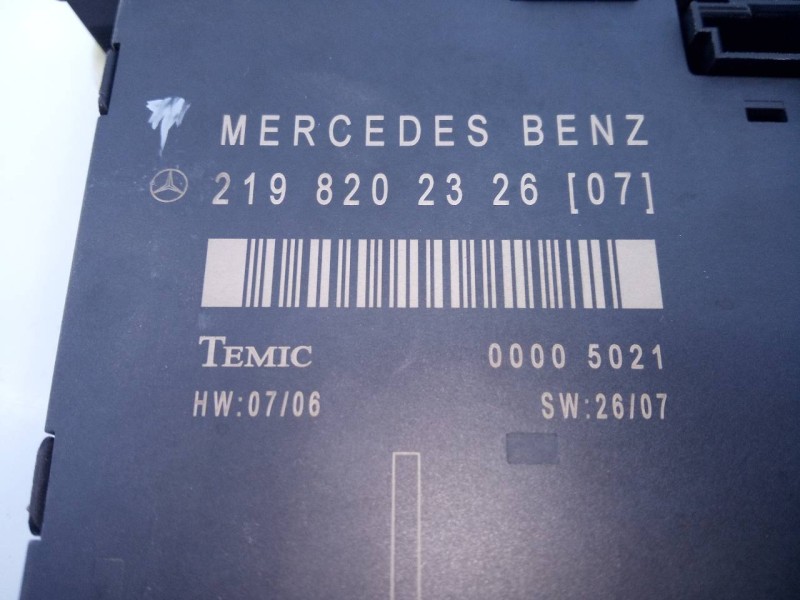 MERCEDES BENZ
219 820 23 26 [07]
TEMIC 0000 5021
HW:07/06 SW:26/07